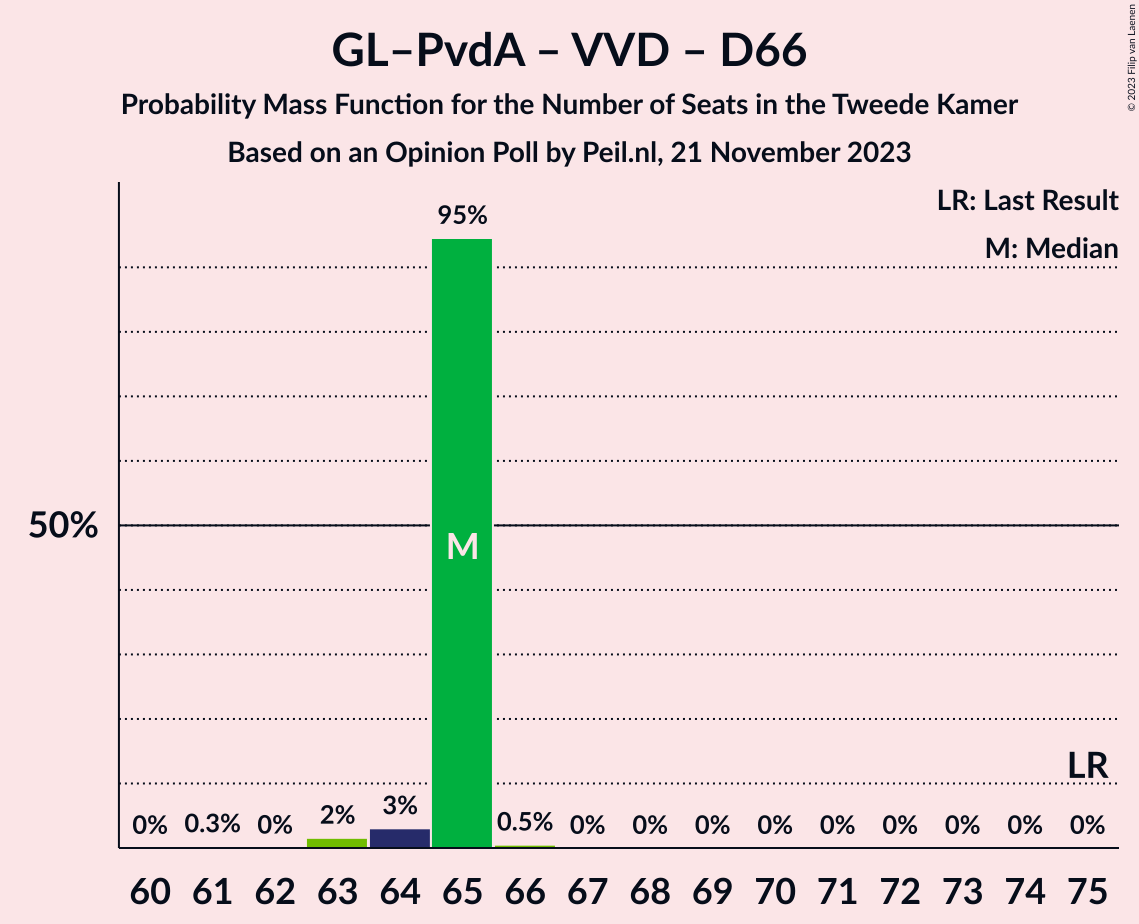 GL–PvdA – VVD – D66
Probability Mass Function for the Number of Seats in the Tweede Kamer
Based on an Opinion Poll by Peil.nl, 21 November 2023
© 2023 Filip van Laenen
LR: Last Result
M: Median
95%
50%
M
LR
0% 0.3% 0% 2% 3% 0.5% 0% 0% 0% 0% 0% 0% 0% 0% 0%
60 61 62 63 64 65 66 67 68 69 70 71 72 73 74 75